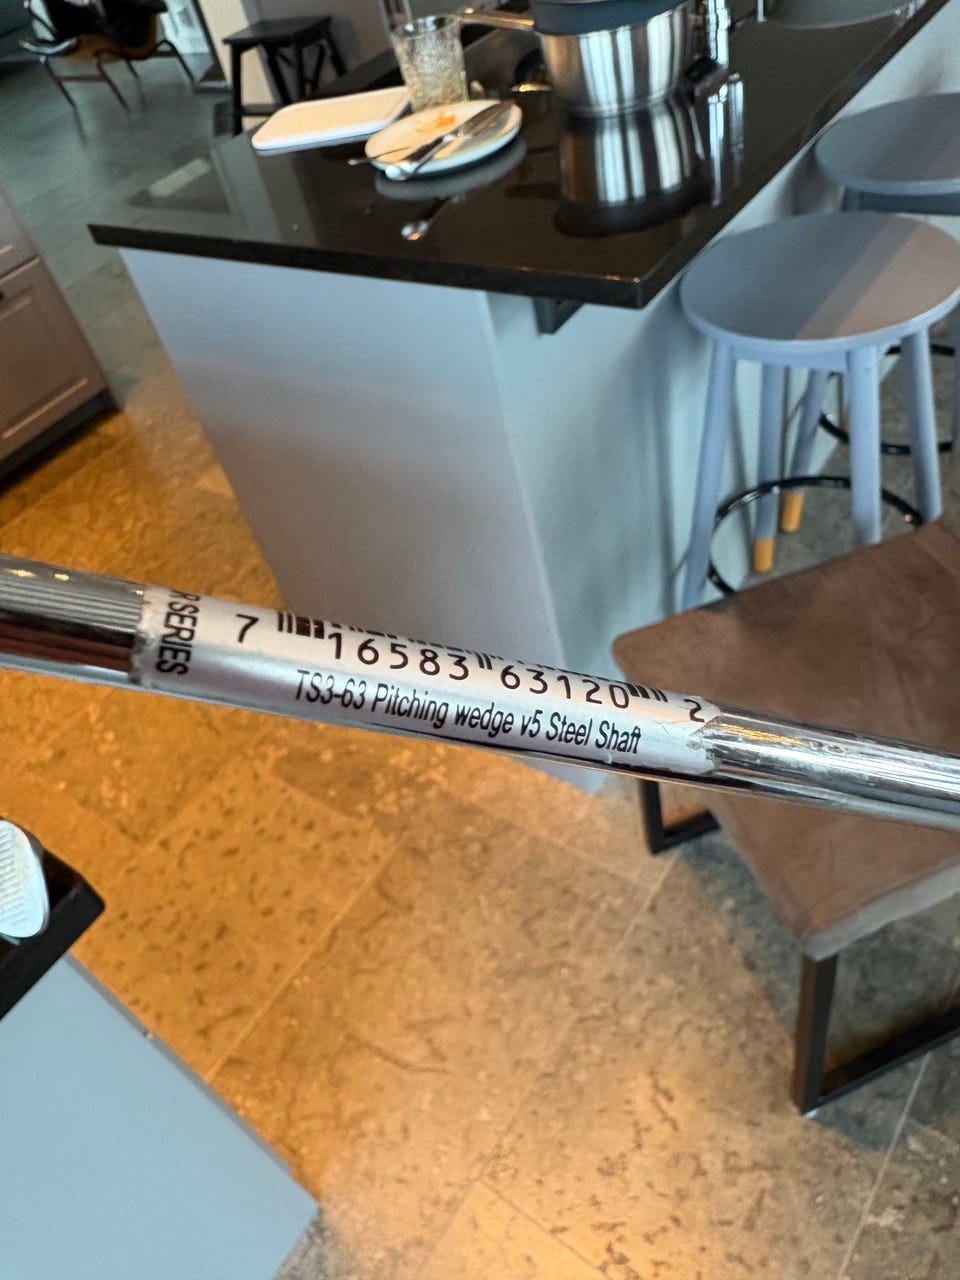 R SERIES
7 16583 63120 2
TS3-63 Pitching wedge v5 Steel Shaft